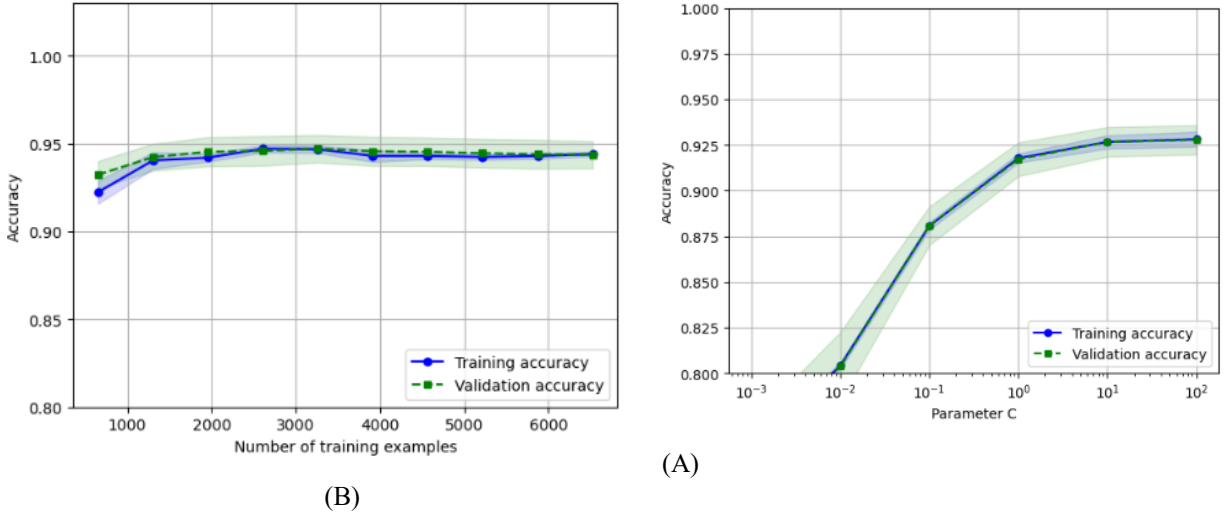 1.00
0.95
0.90
0.85
0.80
Accuracy
1000 2000 3000 4000 5000 6000
Number of training examples
Training accuracy
Validation accuracy
(B)
1.000
0.975
0.950
0.925
0.900
0.875
0.850
0.825
0.800
Accuracy
10⁻³ 10⁻² 10⁻¹ 10⁰ 10¹ 10²
Parameter C
Training accuracy
Validation accuracy
(A)